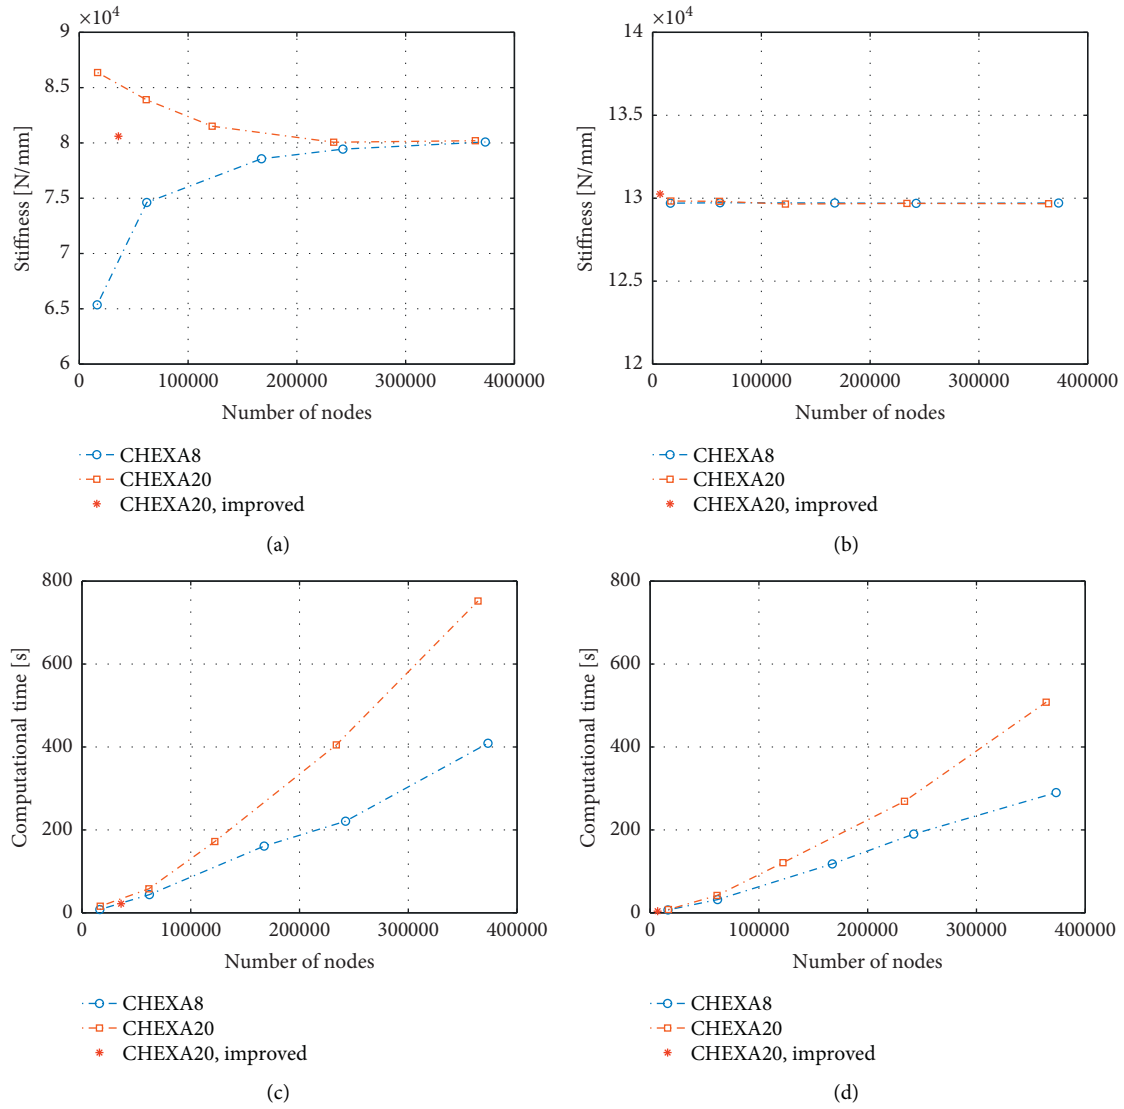 ×10⁴
9
8.5
8
7.5
7
6.5
6
Stiffness [N/mm]
0 100000 200000 300000 400000
Number of nodes
CHEXA8
CHEXA20
CHEXA20, improved
(a)
×10⁴
14
13.5
13
12.5
12
Stiffness [N/mm]
0 100000 200000 300000 400000
Number of nodes
CHEXA8
CHEXA20
CHEXA20, improved
(b)
800
600
400
200
0
Computational time [s]
0 100000 200000 300000 400000
Number of nodes
CHEXA8
CHEXA20
CHEXA20, improved
(c)
800
600
400
200
0
Computational time [s]
0 100000 200000 300000 400000
Number of nodes
CHEXA8
CHEXA20
CHEXA20, improved
(d)